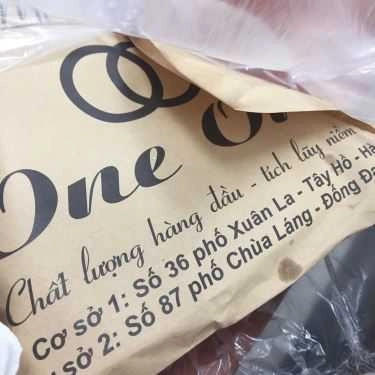 One
Chất lượng hàng đầu - tích lũy niềm
Cơ sở 1: Số 36 phố Xuân La - Tây Hồ - Hà
sở 2: Số 87 phố Chùa Láng - Đống Đa